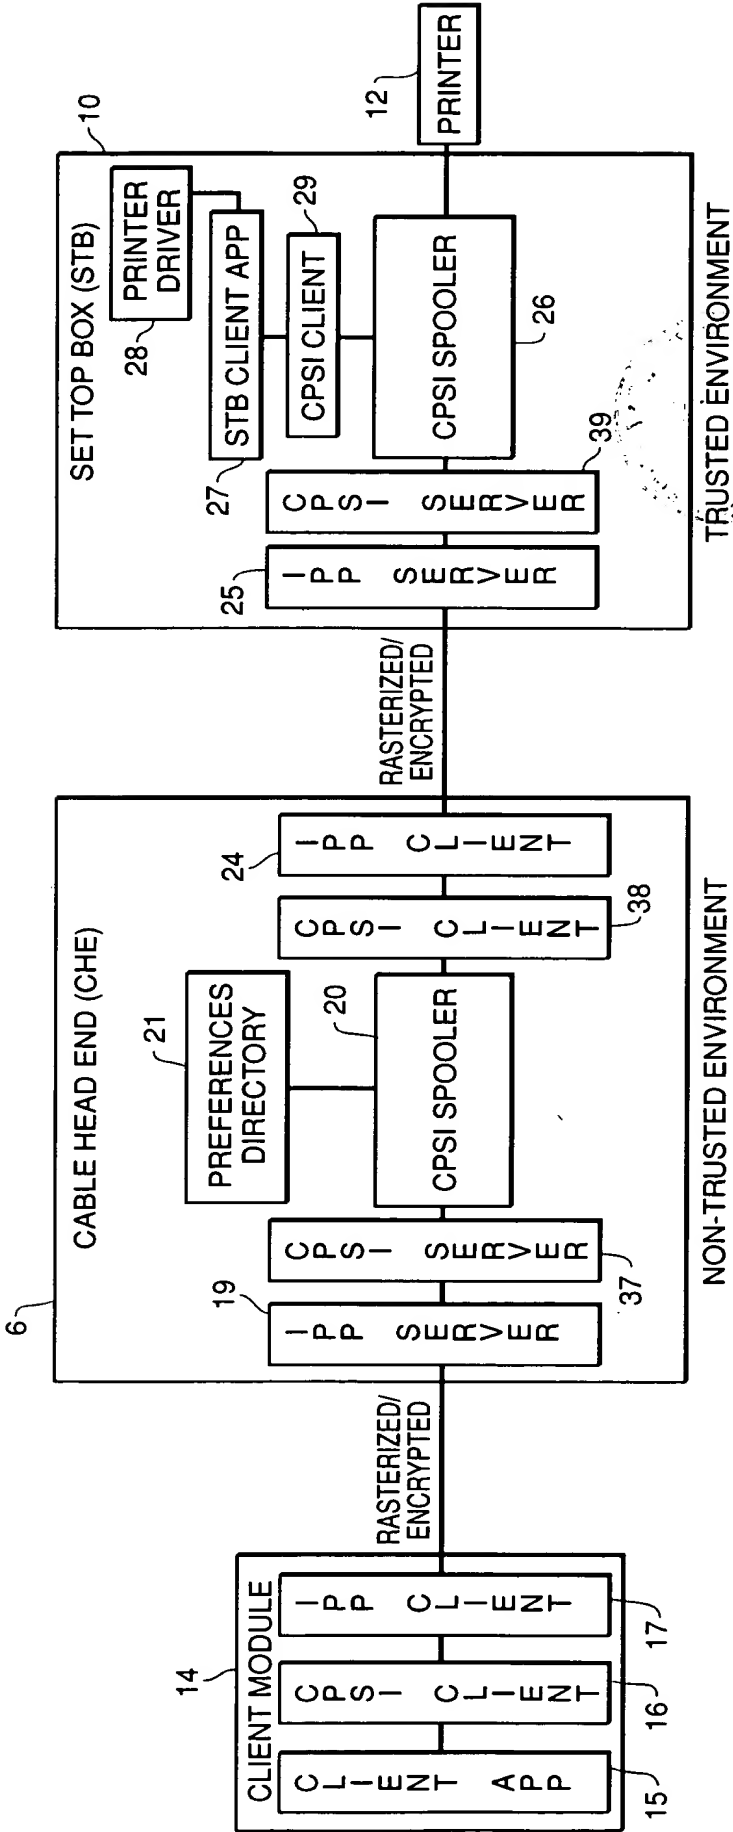 14
CLIENT MODULE
CLIENT APP
15
CPSI CLIENT
16
IPP CLIENT
17
RASTERIZED/
ENCRYPTED
6
CABLE HEAD END (CHE)
19
IPP SERVER
CPSI SERVER
37
21
PREFERENCES
DIRECTORY
20
CPSI SPOOLER
CPSI CLIENT
38
24
IPP CLIENT
NON-TRUSTED ENVIRONMENT
RASTERIZED/
ENCRYPTED
SET TOP BOX (STB)
10
25
IPP SERVER
CPSI SERVER
39
PRINTER
DRIVER
28
STB CLIENT APP
27
CPSI CLIENT
29
CPSI SPOOLER
26
TRUSTED ENVIRONMENT
12
PRINTER